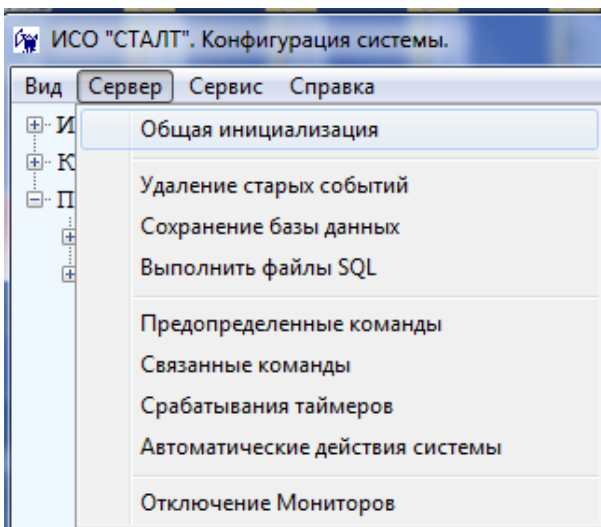 ИСО "СТАЛТ". Конфигурация системы.
Вид Сервер Сервис Справка
Общая инициализация
Удаление старых событий
Сохранение базы данных
Выполнить файлы SQL
Предопределенные команды
Связанные команды
Срабатывания таймеров
Автоматические действия системы
Отключение Мониторов